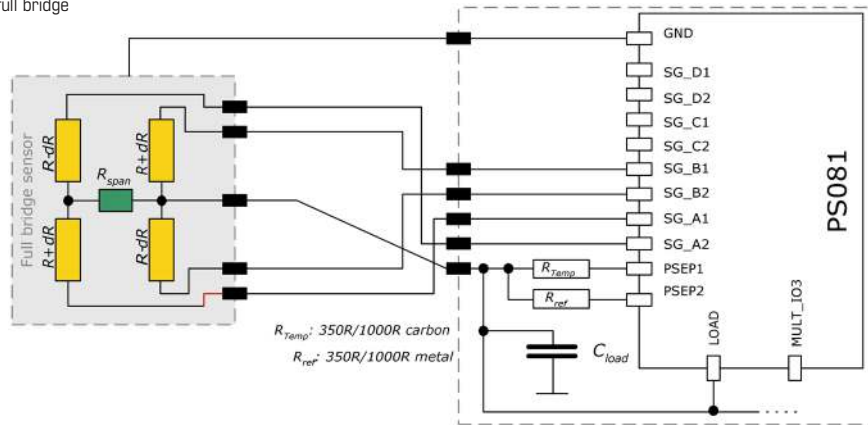 full bridge
GND
SG_D1
SG_D2
SG_C1
SG_C2
SG_B1
SG_B2
SG_A1
SG_A2
PSEP1
PSEP2
PS081
LOAD
MULT_IO3
Full bridge sensor
R-dR
R+dR
Rspan
R+dR
R-dR
RTemp
Rref
RTemp: 350R/1000R carbon
Rref: 350R/1000R metal
Cload